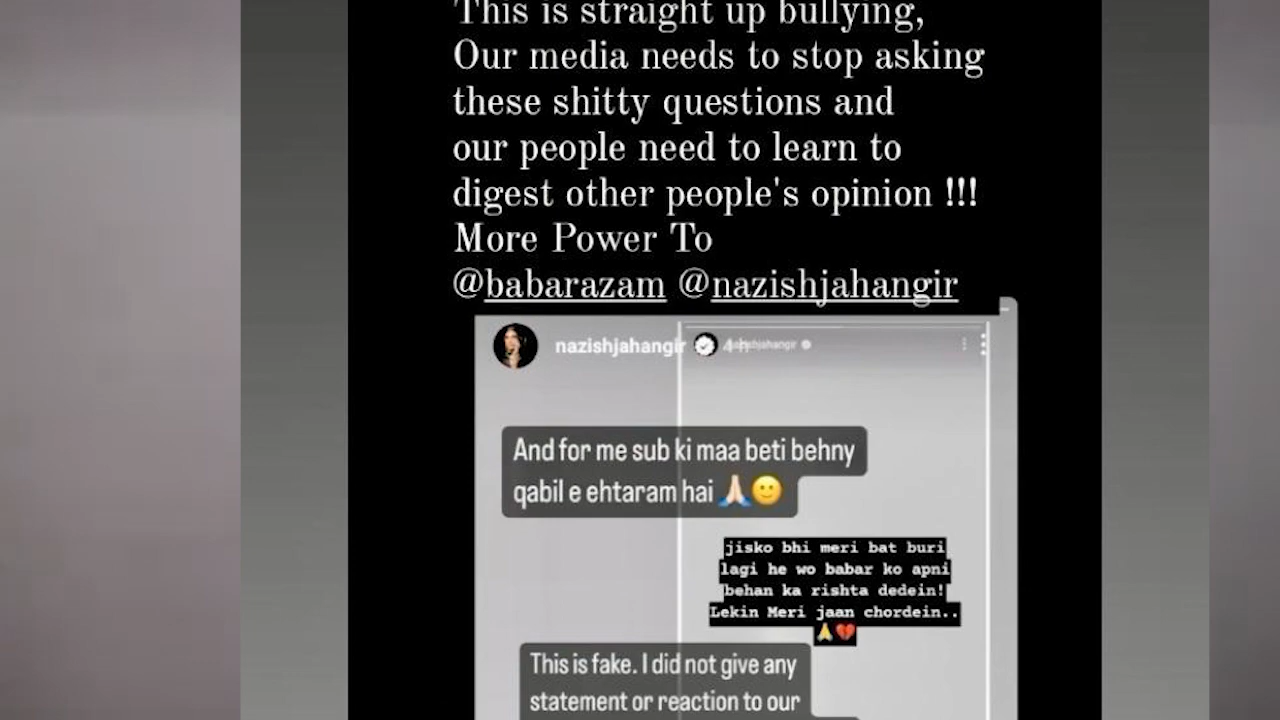 This is straight up bullying,
Our media needs to stop asking
these shitty questions and
our people need to learn to
digest other people's opinion !!!
More Power To
@babarazam @nazishjahangir
nazishjahangir 4 h
nazishjahangir
And for me sub ki maa beti behny
qabil e ehtaram hai 🙏🏻🙂
jisko bhi meri bat buri
lagi he wo babar ko apni
behan ka rishta dedein!
Lekin Meri jaan chordein..
🙏💔
This is fake. I did not give any
statement or reaction to our